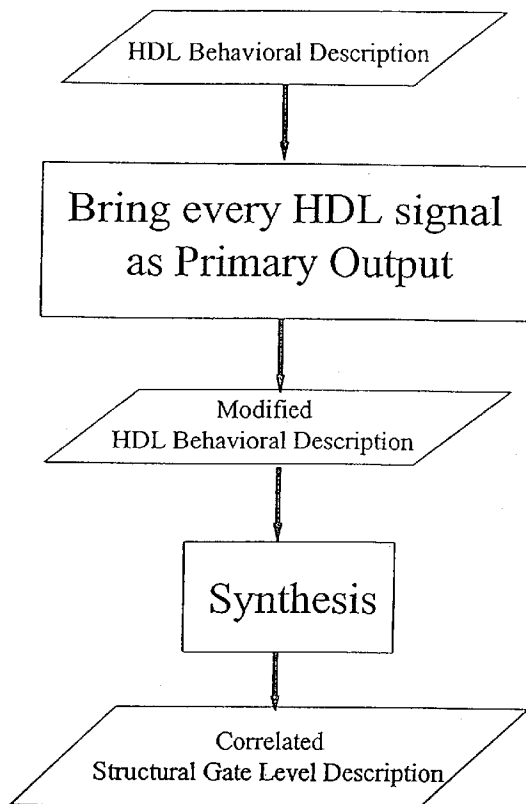 HDL Behavioral Description
Bring every HDL signal
as Primary Output
Modified
HDL Behavioral Description
Synthesis
Correlated
Structural Gate Level Description